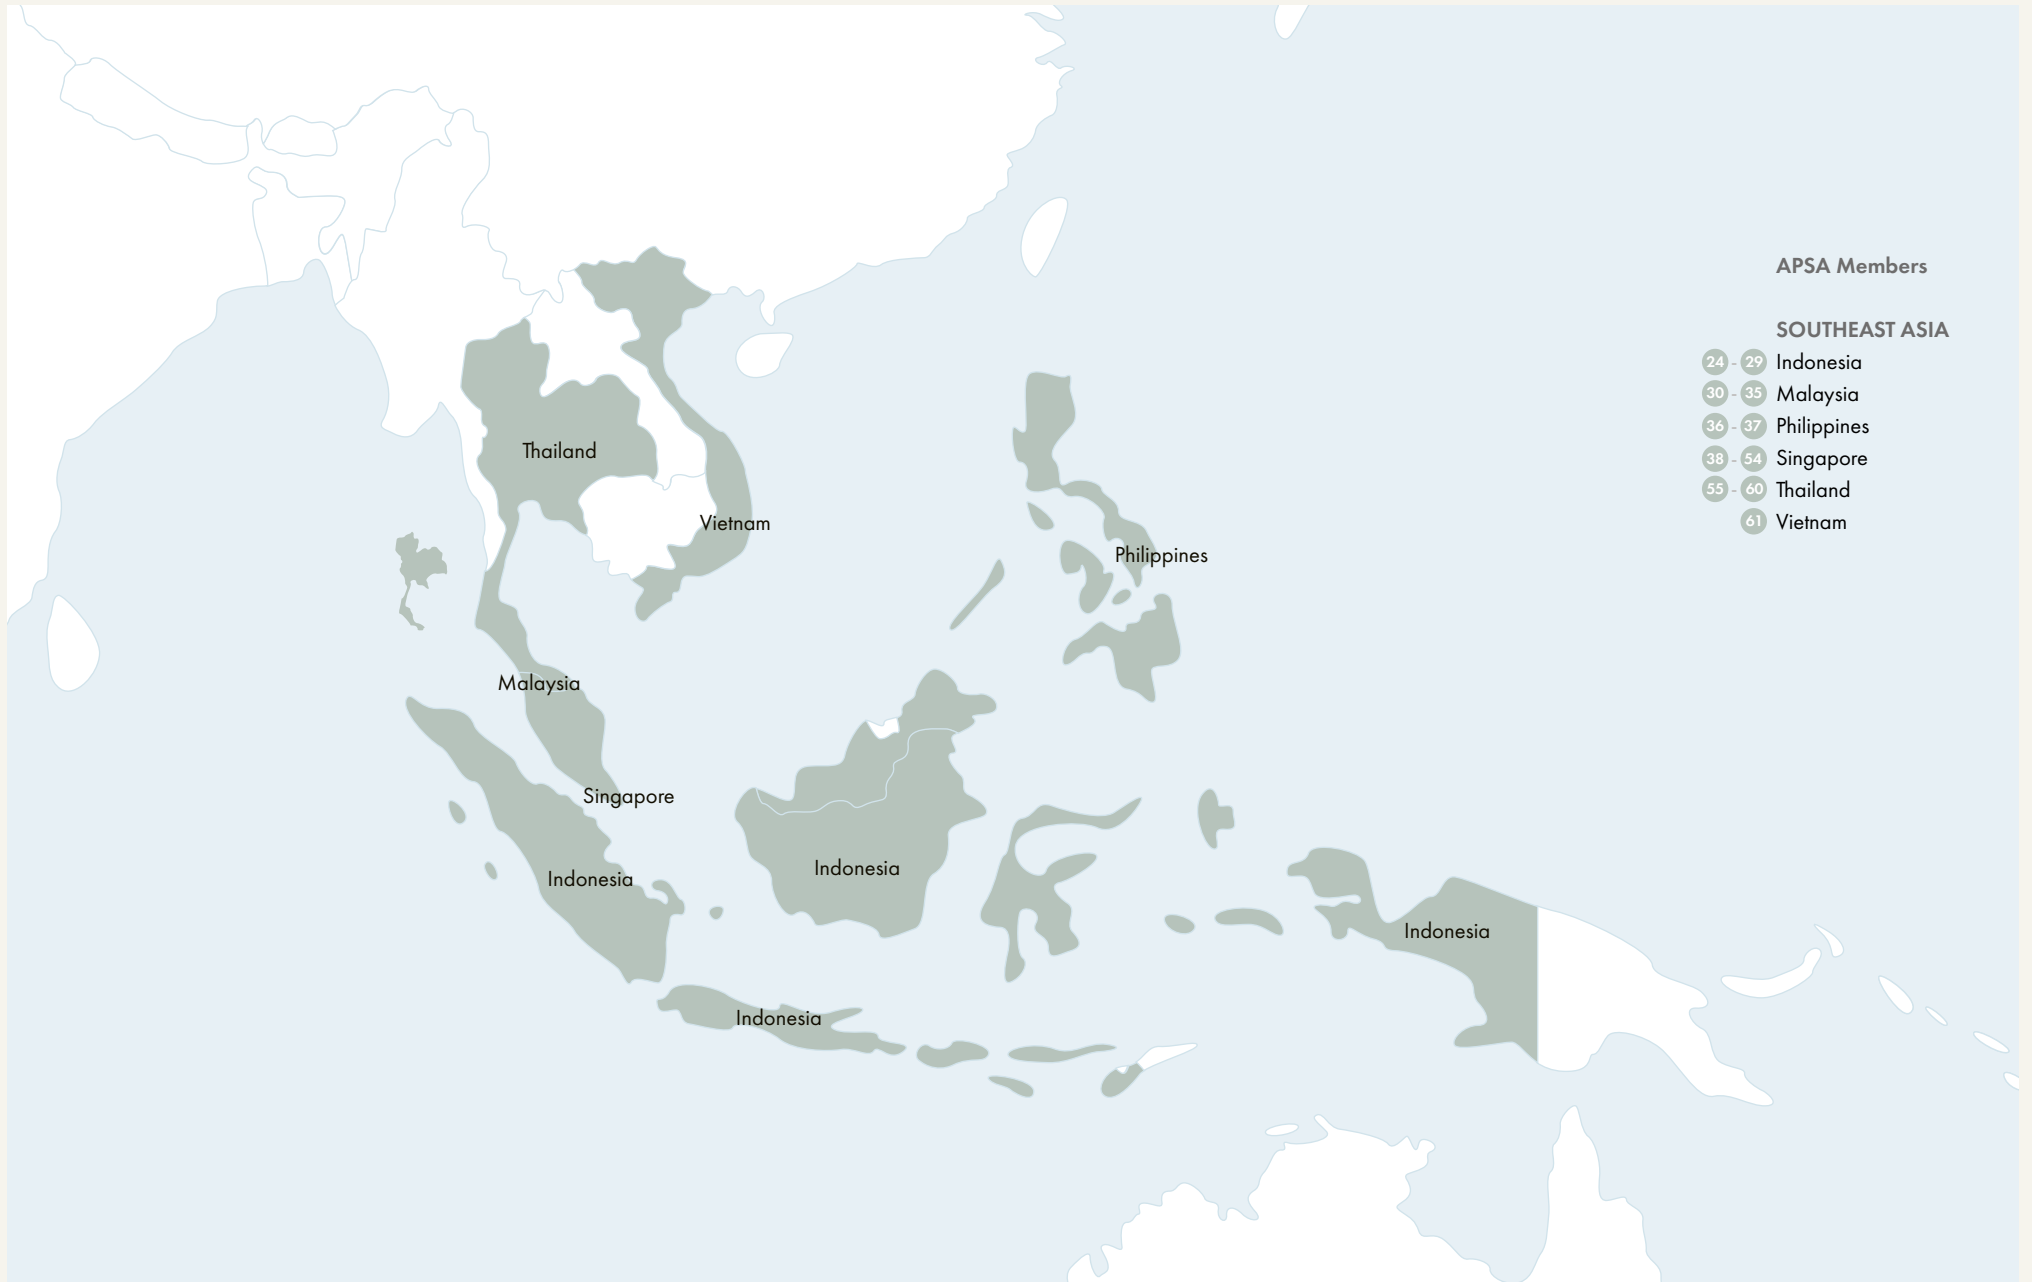 APSA Members
SOUTHEAST ASIA
24 - 29 Indonesia
30 - 35 Malaysia
36 - 37 Philippines
38 - 54 Singapore
55 - 60 Thailand
61 Vietnam
Thailand
Vietnam
Philippines
Malaysia
Singapore
Indonesia
Indonesia
Indonesia
Indonesia